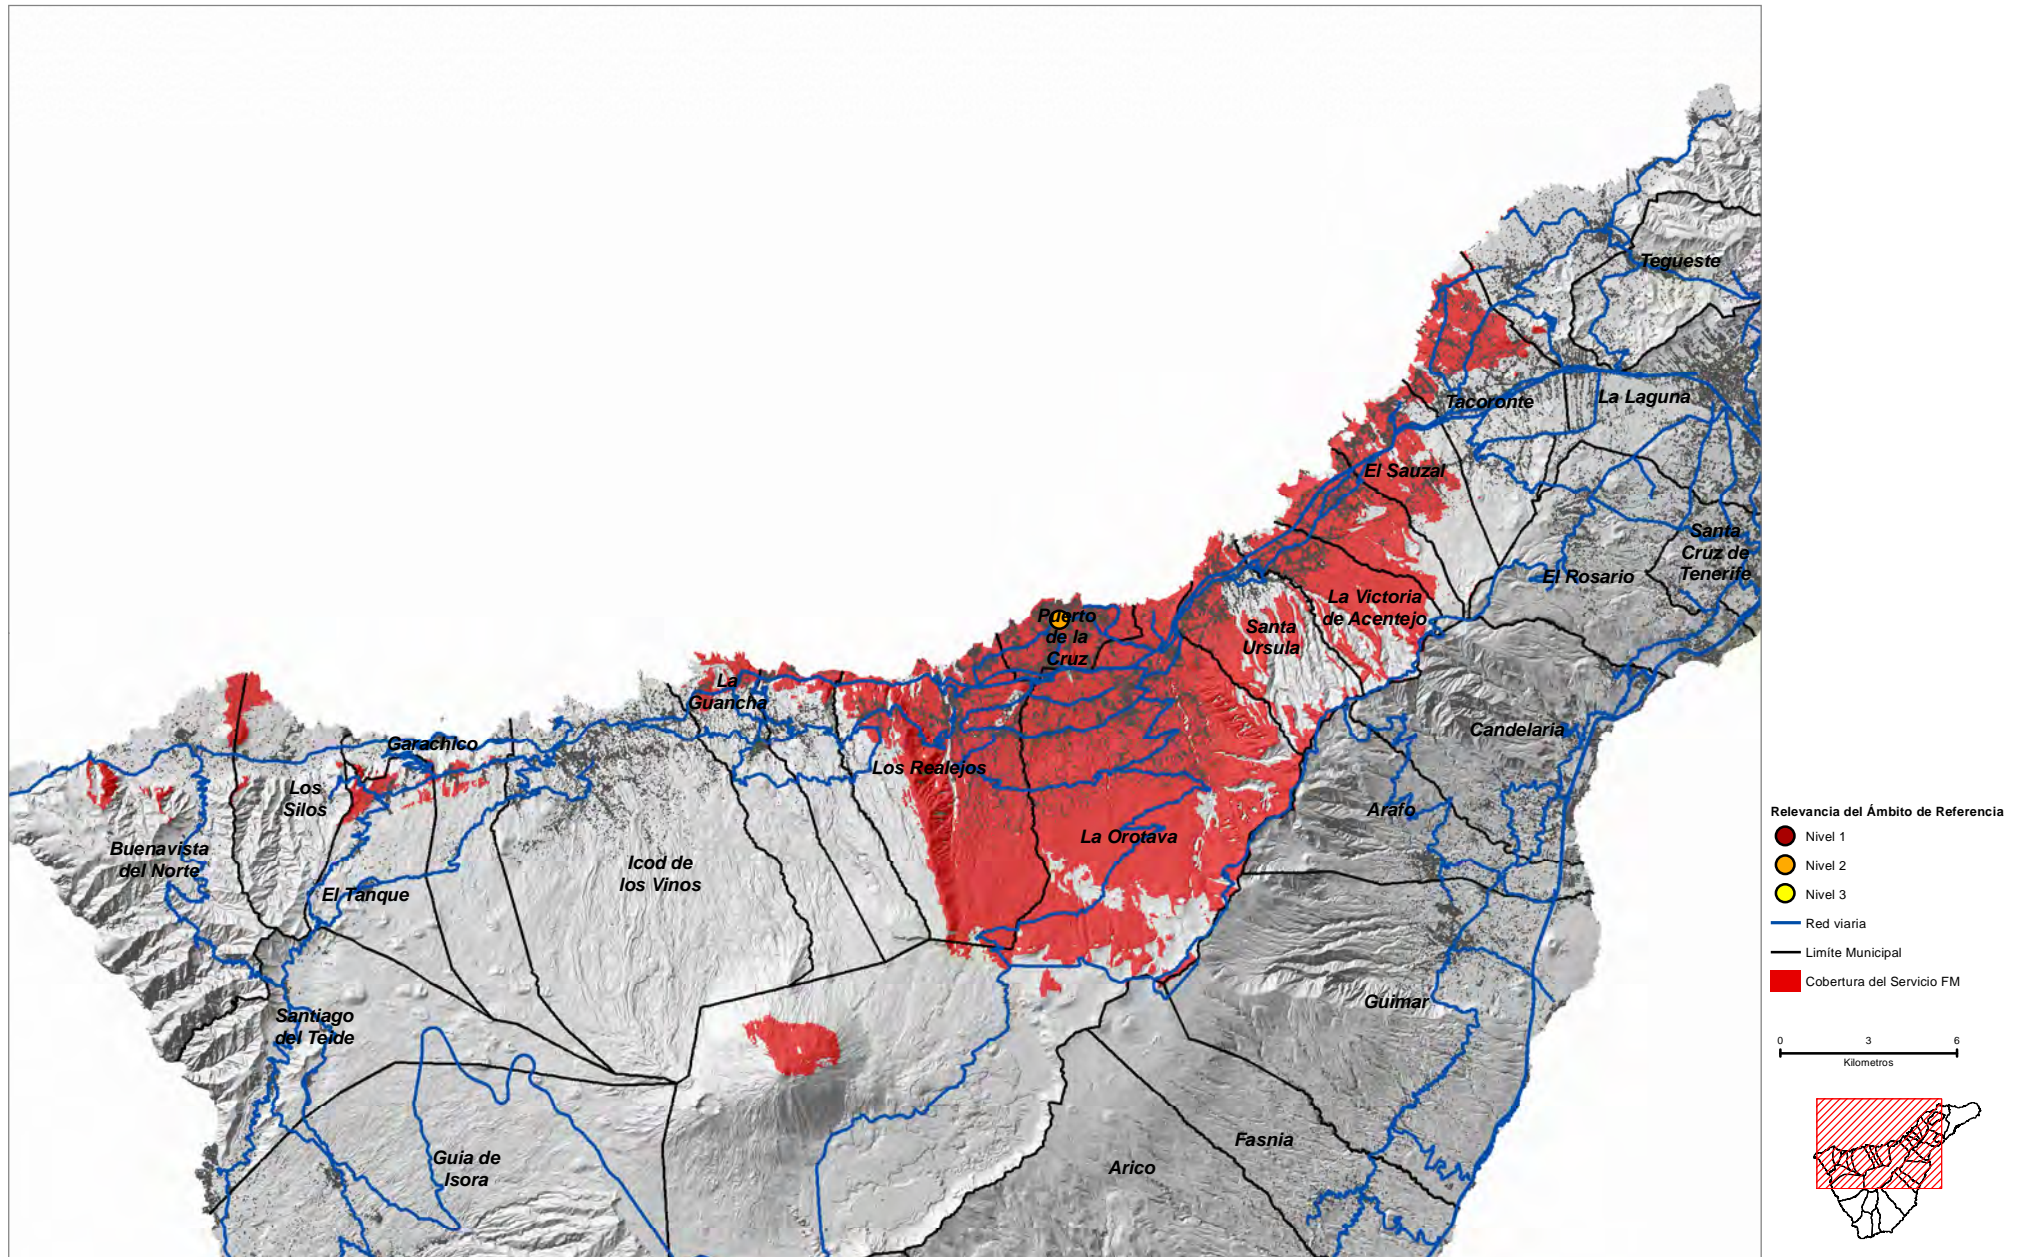 Tegueste
Tacoronte
La Laguna
El Sauzal
Santa
Cruz de
Tenerife
El Rosario
La Victoria
de Acentejo
Santa
Ursula
Puerto
de la
Cruz
La
Guancha
Candelaria
Garachico
Los Realejos
Los
Silos
Arafo
La Orotava
Buenavista
del Norte
Icod de
los Vinos
El Tanque
Guimar
Santiago
del Teide
Fasnia
Guia de
Isora
Arico
Relevancia del Ámbito de Referencia
Nivel 1
Nivel 2
Nivel 3
Red viaria
Limíte Municipal
Cobertura del Servicio FM
0 3 6
Kilometros